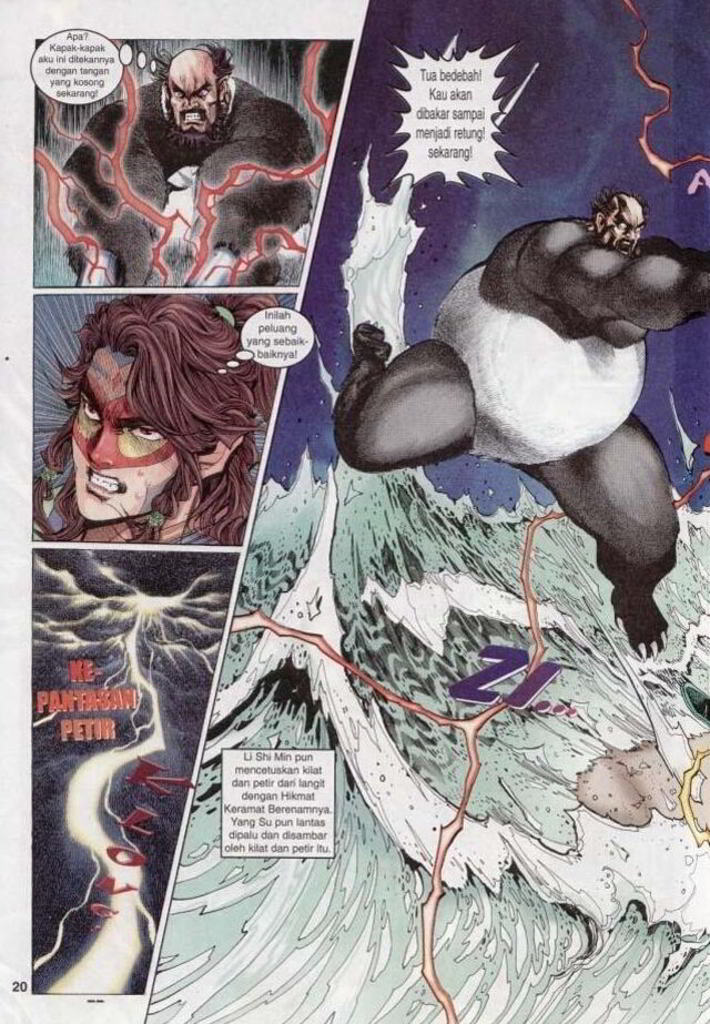 Apa?
Kapak-kapak
aku ini ditekannya
dengan tangan
yang kosong
sekarang!
Tua bedebah!
Kau akan
dibakar sampai
menjadi retung!
sekarang!
Inilah
peluang
yang sebaik-
baiknya!
KE-
PANTASAN
PETIR
ZI...
Li Shi Min pun
mencetuskan kilat
dan petir dari langit
dengan Hikmat
Keramat Berenamnya.
Yang Su pun lantas
dipalu dan disambar
oleh kilat dan petir itu.
20